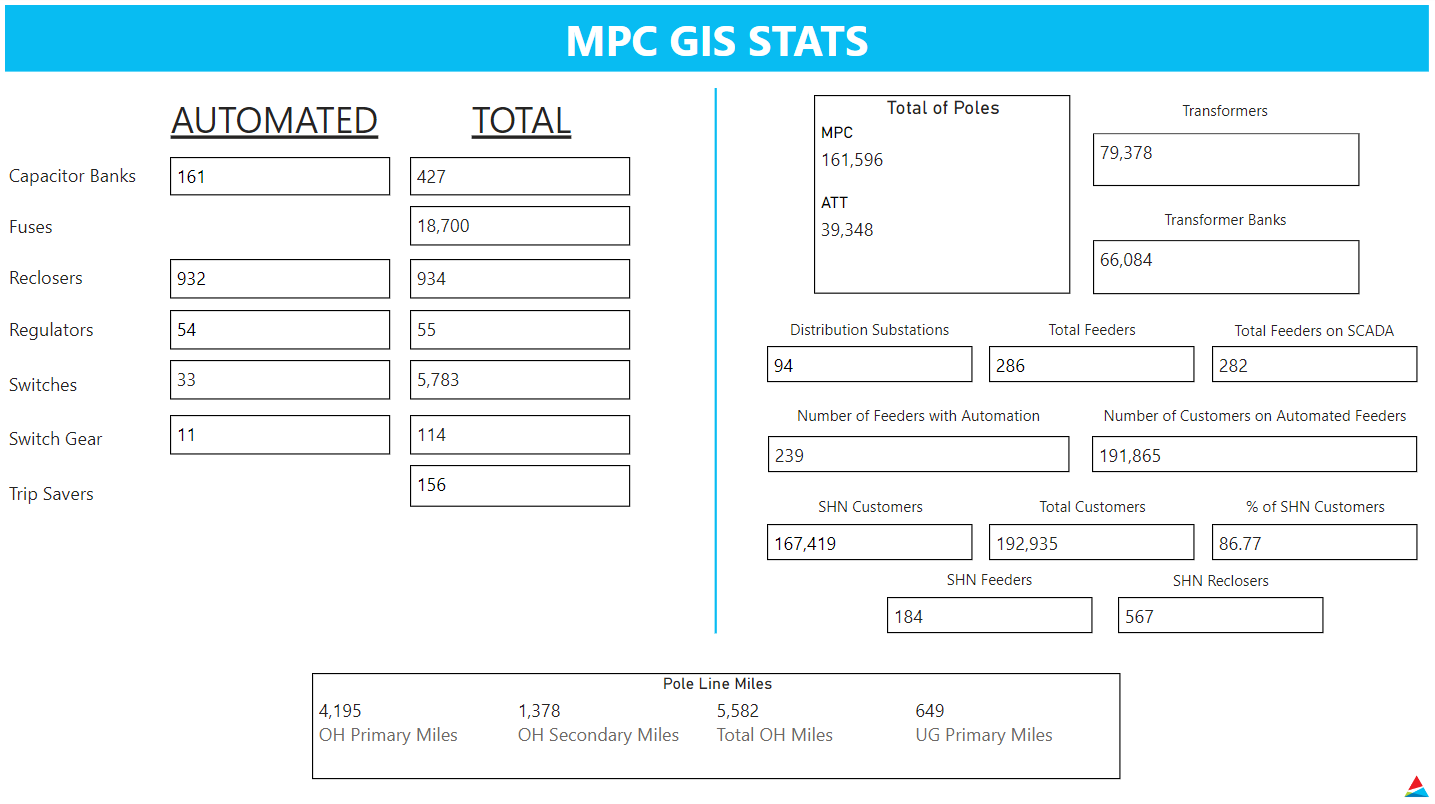 MPC GIS STATS
AUTOMATED TOTAL
Capacitor Banks 161 427
Fuses 18,700
Reclosers 932 934
Regulators 54 55
Switches 33 5,783
Switch Gear 11 114
Trip Savers 156
Total of Poles
MPC
161,596
ATT
39,348
Transformers
79,378
Transformer Banks
66,084
Distribution Substations Total Feeders Total Feeders on SCADA
94 286 282
Number of Feeders with Automation Number of Customers on Automated Feeders
239 191,865
SHN Customers Total Customers % of SHN Customers
167,419 192,935 86.77
SHN Feeders SHN Reclosers
184 567
Pole Line Miles
4,195 1,378 5,582 649
OH Primary Miles OH Secondary Miles Total OH Miles UG Primary Miles